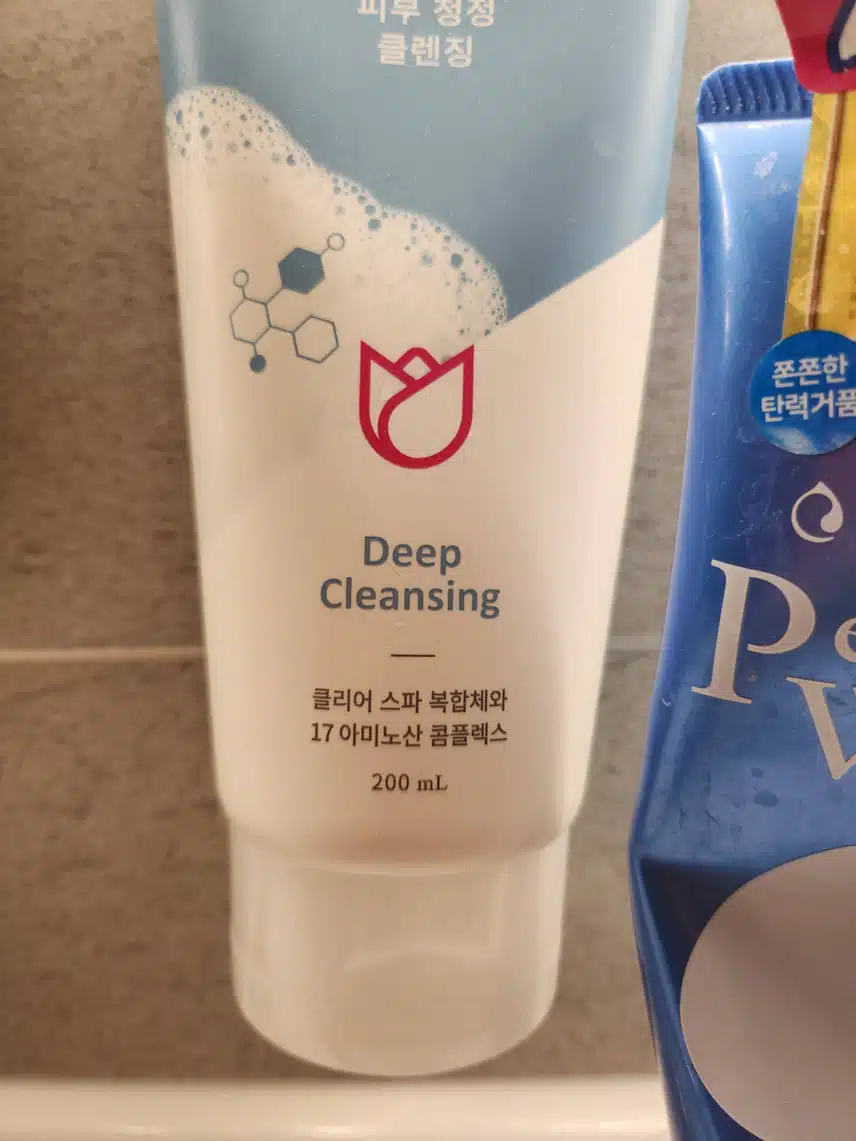 피부 청정
클렌징
Deep
Cleansing
클리어 스파 복합체와
17 아미노산 콤플렉스
200 mL
쫀쫀한
탄력거품